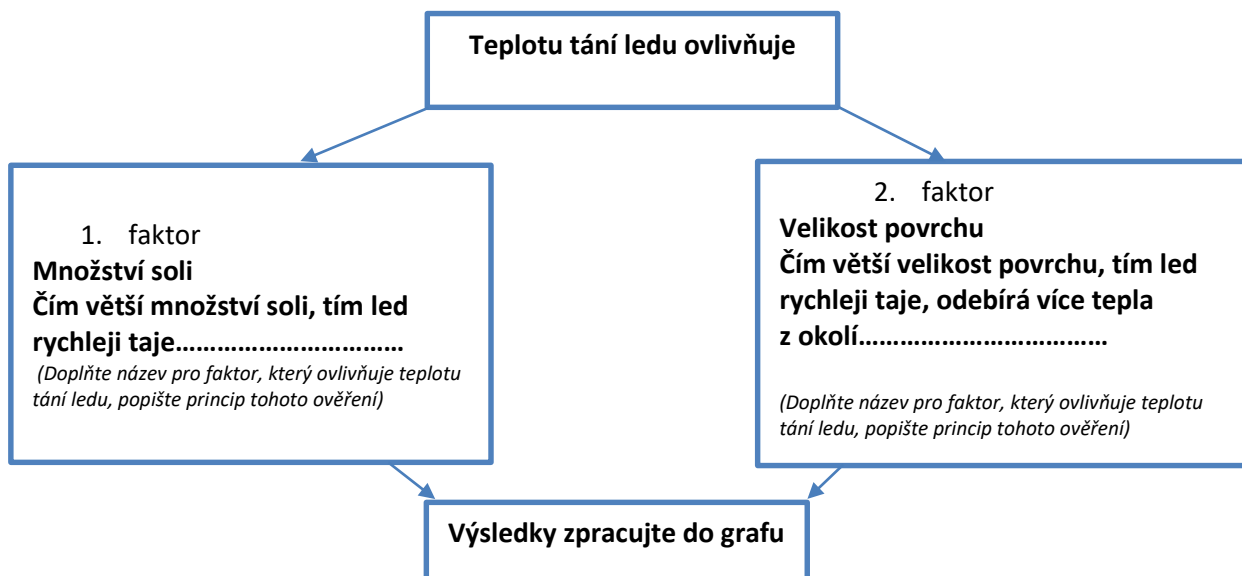 Teplotu tání ledu ovlivňuje
1. faktor
Množství soli
Čím větší množství soli, tím led
rychleji taje……………………………
(Doplňte název pro faktor, který ovlivňuje teplotu
tání ledu, popište princip tohoto ověření)
2. faktor
Velikost povrchu
Čím větší velikost povrchu, tím led
rychleji taje, odebírá více tepla
z okolí………………………………
(Doplňte název pro faktor, který ovlivňuje teplotu
tání ledu, popište princip tohoto ověření)
Výsledky zpracujte do grafu